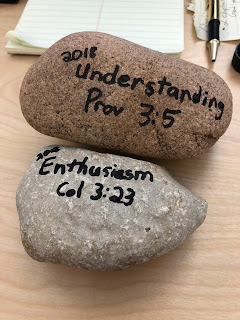 2018
Understanding
Prov 3:5
Enthusiasm
Col 3:23